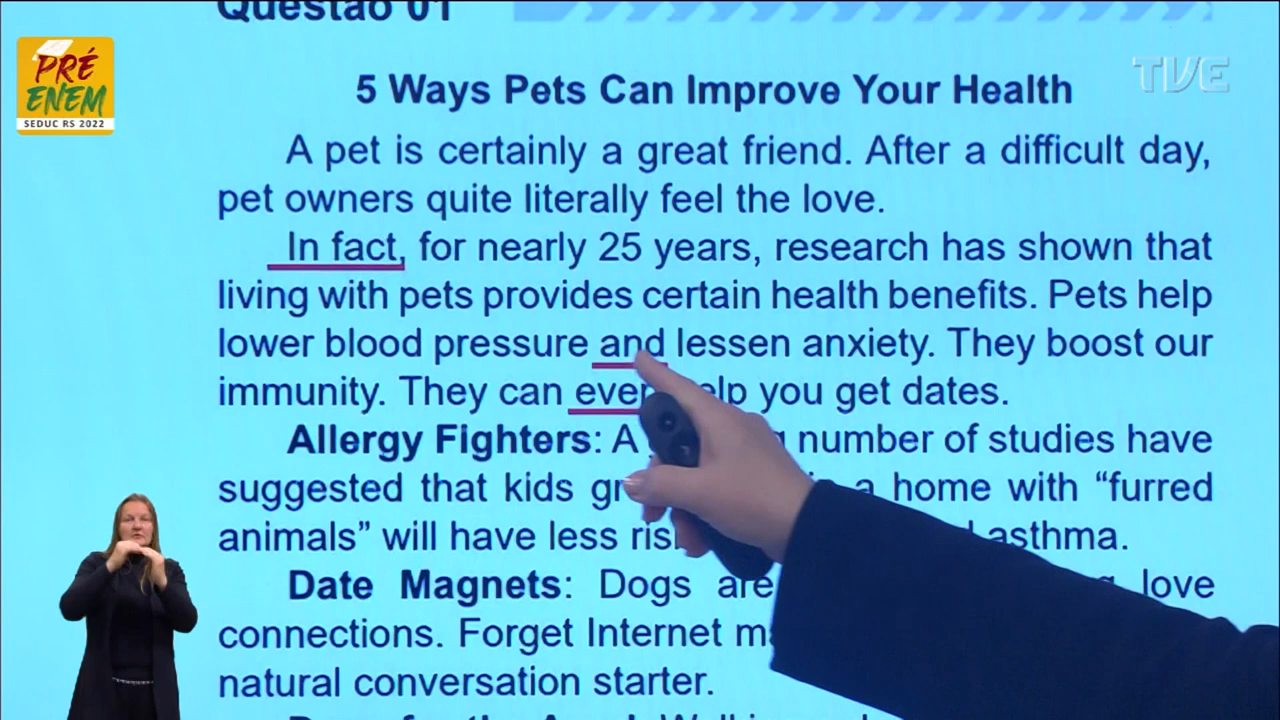 Questão 01
PRÉ
ENEM
SEDUC RS 2022
TVE
5 Ways Pets Can Improve Your Health
A pet is certainly a great friend. After a difficult day,
pet owners quite literally feel the love.
In fact, for nearly 25 years, research has shown that
living with pets provides certain health benefits. Pets help
lower blood pressure and lessen anxiety. They boost our
immunity. They can even help you get dates.
Allergy Fighters: A number of studies have
suggested that kids a home with “furred
animals” will have less asthma.
Date Magnets: Dogs are love
connections. Forget Internet
natural conversation starter.